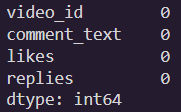 video_id 0
comment_text 0
likes 0
replies 0
dtype: int64